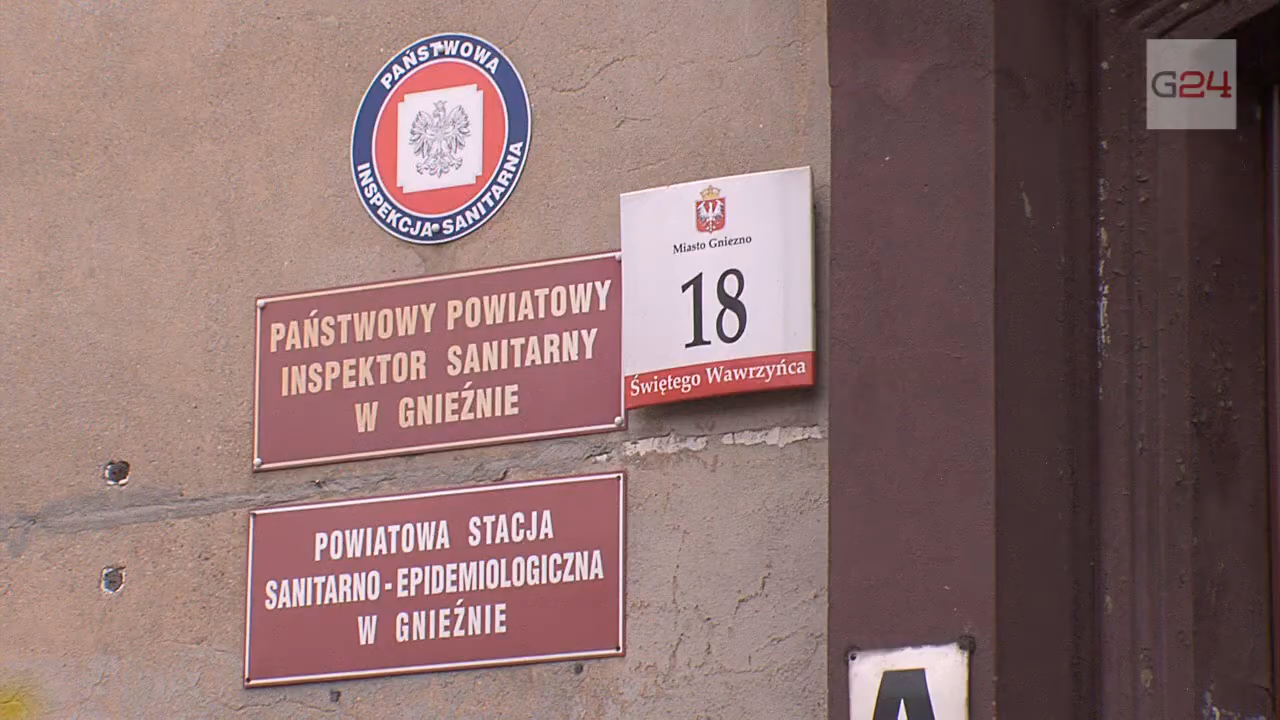 PAŃSTWOWA
INSPEKCJA SANITARNA
G24
Miasto Gniezno
18
Świętego Wawrzyńca
PAŃSTWOWY POWIATOWY
INSPEKTOR SANITARNY
W GNIEŹNIE
POWIATOWA STACJA
SANITARNO-EPIDEMIOLOGICZNA
W GNIEŹNIE
A